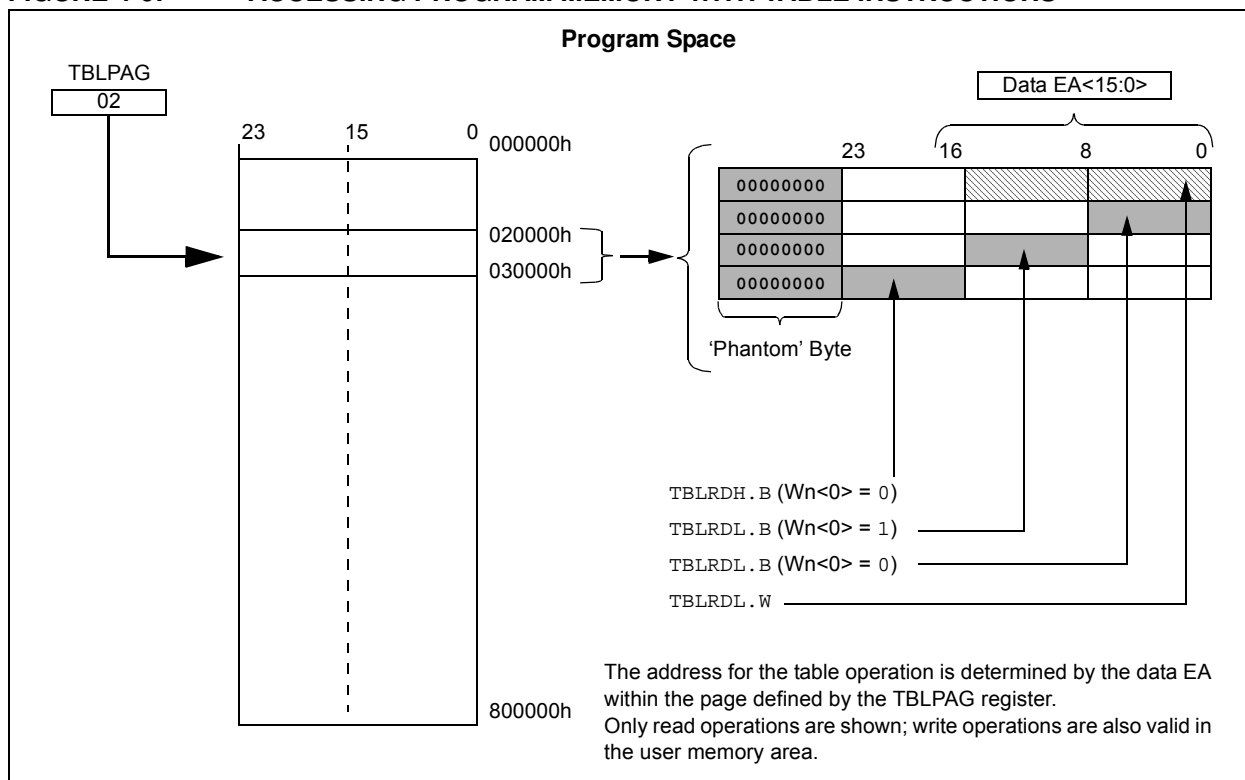 Program Space
TBLPAG
02
Data EA<15:0>
23 15 0
000000h
020000h
030000h
800000h
23 16 8 0
00000000
00000000
00000000
00000000
'Phantom' Byte
TBLRDH.B (Wn<0> = 0)
TBLRDL.B (Wn<0> = 1)
TBLRDL.B (Wn<0> = 0)
TBLRDL.W
The address for the table operation is determined by the data EA
within the page defined by the TBLPAG register.
Only read operations are shown; write operations are also valid in
the user memory area.